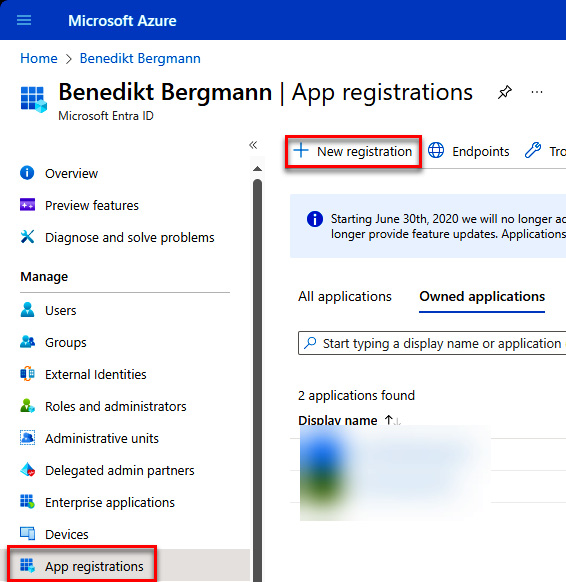 Microsoft Azure
Home > Benedikt Bergmann
Benedikt Bergmann | App registrations
Microsoft Entra ID
Overview
Preview features
Diagnose and solve problems
Manage
Users
Groups
External Identities
Roles and administrators
Administrative units
Delegated admin partners
Enterprise applications
Devices
App registrations
New registration
Endpoints
Tro
Starting June 30th, 2020 we will no longer ad
longer provide feature updates. Applications
All applications
Owned applications
Start typing a display name or application
2 applications found
Display name